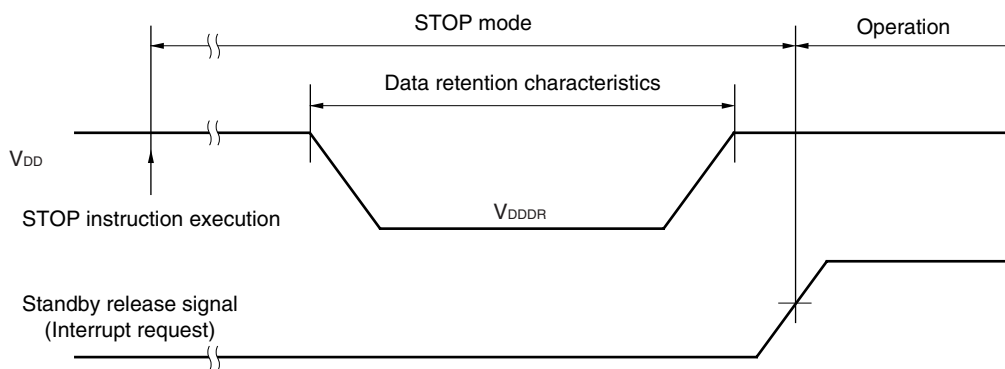 STOP mode
Operation
Data retention characteristics
VDD
STOP instruction execution
VDDDR
Standby release signal
(Interrupt request)